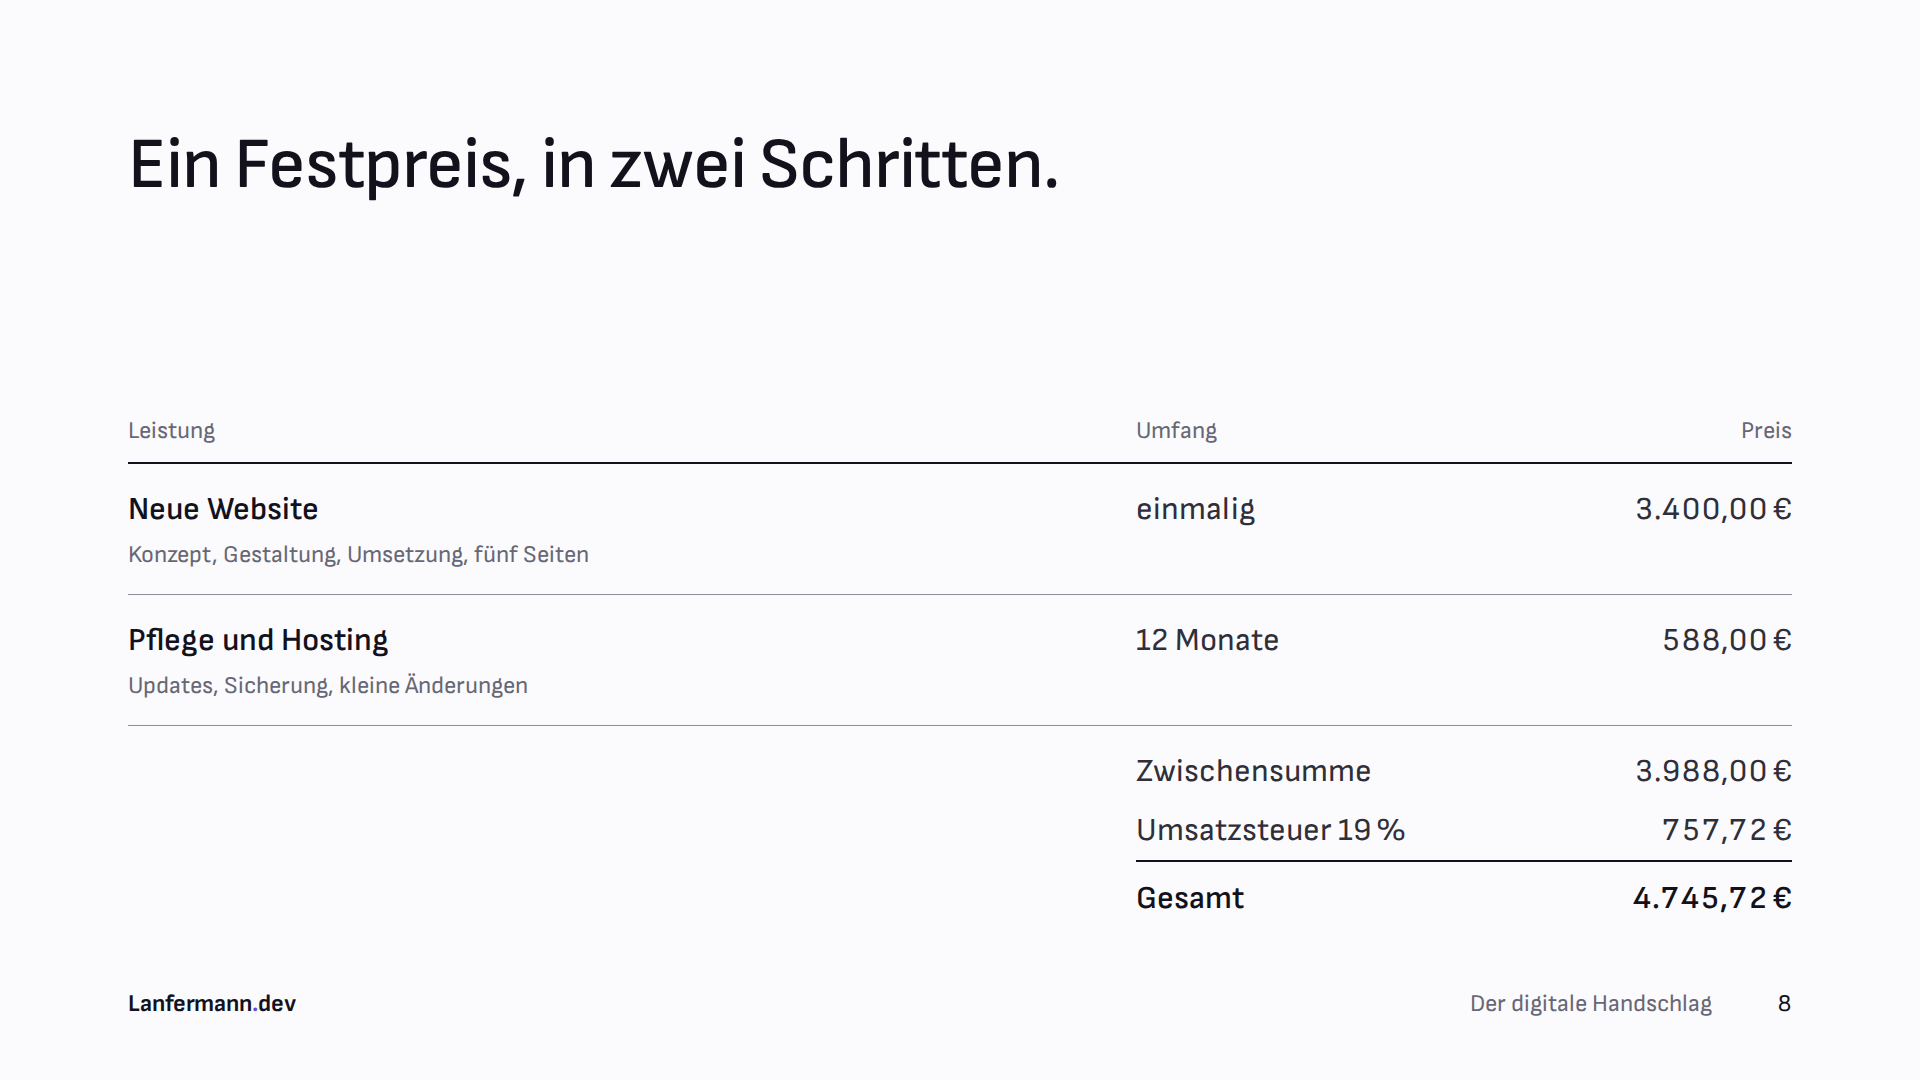 Ein Festpreis, in zwei Schritten.
Leistung Umfang Preis
Neue Website einmalig 3.400,00 €
Konzept, Gestaltung, Umsetzung, fünf Seiten
Pflege und Hosting 12 Monate 588,00 €
Updates, Sicherung, kleine Änderungen
Zwischensumme 3.988,00 €
Umsatzsteuer 19 % 757,72 €
Gesamt 4.745,72 €
Lanfermann.dev Der digitale Handschlag 8